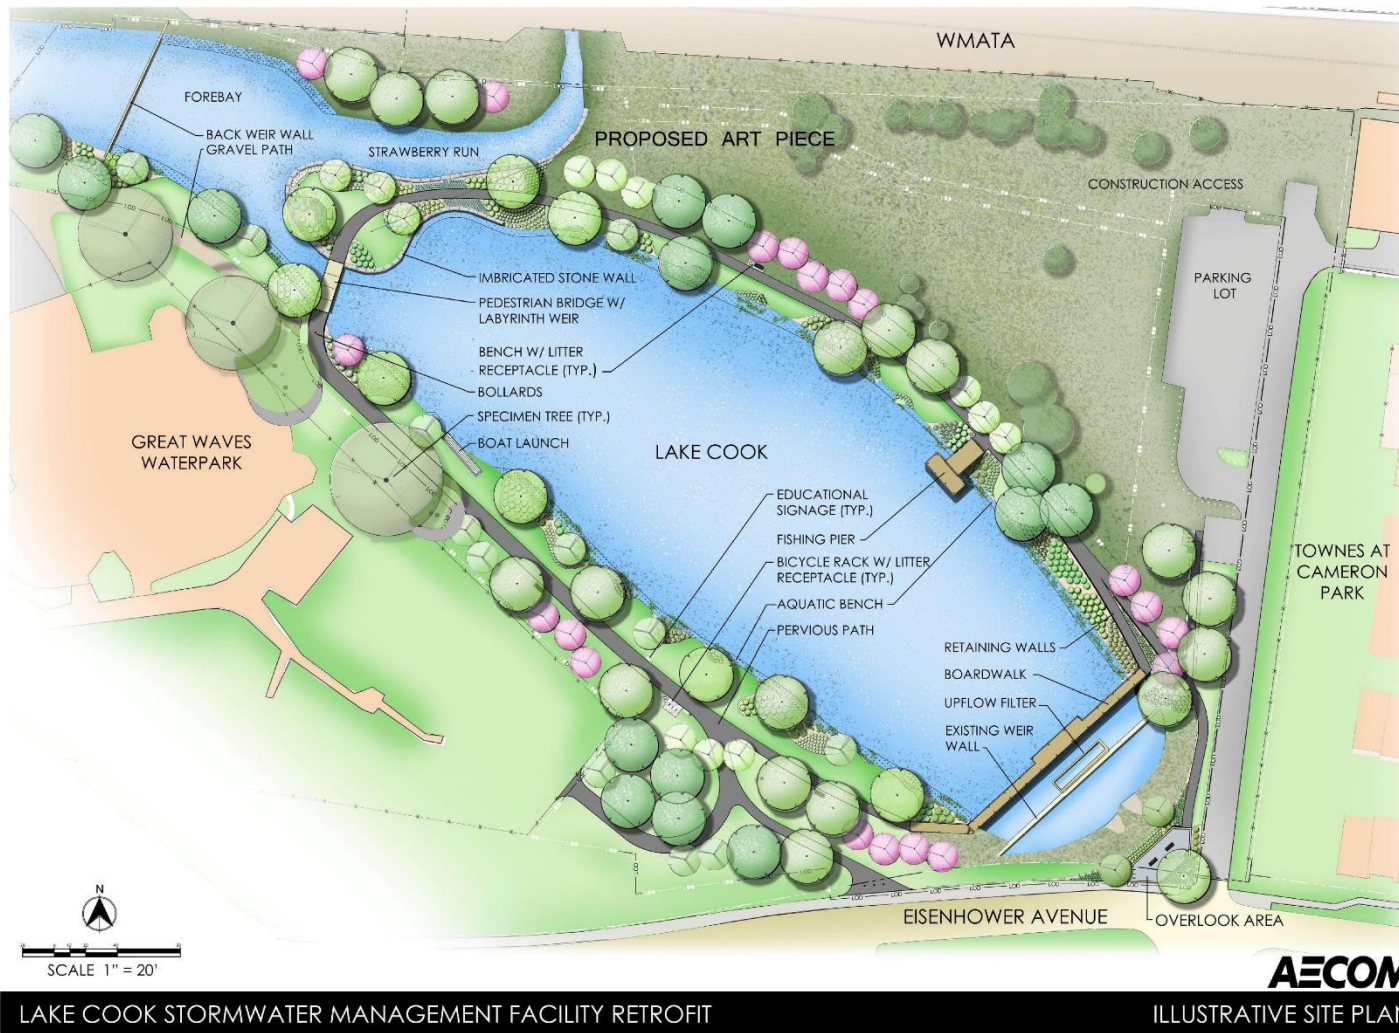 WMATA
FOREBAY
BACK WEIR WALL
GRAVEL PATH
STRAWBERRY RUN
PROPOSED ART PIECE
CONSTRUCTION ACCESS
IMBRICATED STONE WALL
PEDESTRIAN BRIDGE W/
LABYRINTH WEIR
PARKING
LOT
BENCH W/ LITTER
RECEPTACLE (TYP.)
BOLLARDS
SPECIMEN TREE (TYP.)
BOAT LAUNCH
GREAT WAVES
WATERPARK
LAKE COOK
EDUCATIONAL
SIGNAGE (TYP.)
FISHING PIER
BICYCLE RACK W/ LITTER
RECEPTACLE (TYP.)
AQUATIC BENCH
PERVIOUS PATH
TOWNES AT
CAMERON
PARK
RETAINING WALLS
BOARDWALK
UPFLOW FILTER
EXISTING WEIR
WALL
N
SCALE 1" = 20'
EISENHOWER AVENUE
OVERLOOK AREA
AECOM
LAKE COOK STORMWATER MANAGEMENT FACILITY RETROFIT
ILLUSTRATIVE SITE PLAN